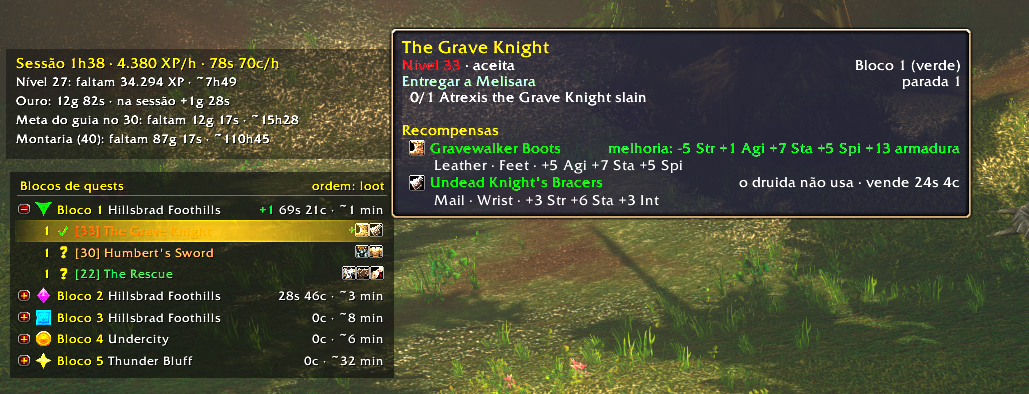 Sessão 1h38 · 4.380 XP/h · 78s 70c/h
Nível 27: faltam 34.294 XP · ~7h49
Ouro: 12g 82s · na sessão +1g 28s
Meta do guia no 30: faltam 12g 17s · ~15h28
Montaria (40): faltam 87g 17s · ~110h45
Blocos de quests ordem: loot
Bloco 1 Hillsbrad Foothills +1 69s 21c · ~1 min
1 [33] The Grave Knight
1 ? [30] Humbert's Sword
1 ? [22] The Rescue
Bloco 2 Hillsbrad Foothills 28s 46c · ~3 min
Bloco 3 Hillsbrad Foothills 0c · ~8 min
Bloco 4 Undercity 0c · ~6 min
Bloco 5 Thunder Bluff 0c · ~32 min
The Grave Knight
Nível 33 · aceita Bloco 1 (verde)
Entregar a Melisara parada 1
0/1 Atrexis the Grave Knight slain
Recompensas
Gravewalker Boots melhoria: -5 Str +1 Agi +7 Sta +5 Spi +13 armadura
Leather · Feet · +5 Agi +7 Sta +5 Spi
Undead Knight's Bracers o druida não usa · vende 24s 4c
Mail · Wrist · +3 Str +6 Sta +3 Int